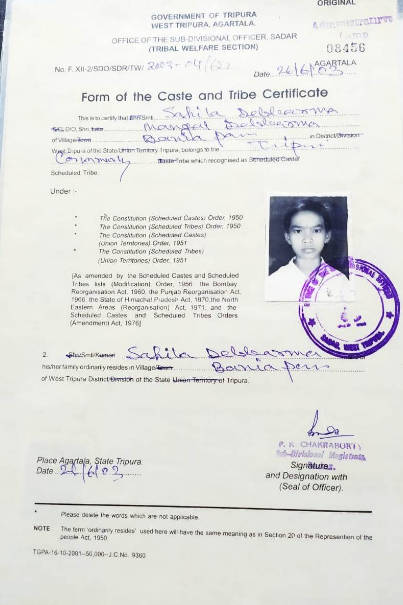 ORIGINAL
GOVERNMENT OF TRIPURA
WEST TRIPURA, AGARTALA.
OFFICE OF THE SUB-DIVISIONAL OFFICER, SADAR
(TRIBAL WELFARE SECTION)
Administrative
Camp
08456
No. F. XII-2/SDO/SDR/TW/ 2003-04/
AGARTALA
Date. 26/6/03
Form of the Caste and Tribe Certificate
This is to certify that Shri/Smti Sahila Debbarma
S/O, D/O, Shri, Late Mangal Debbarma
of Village/Town Bania para in District/Division
West Tripura of the State/Union Territory Tripura, belongs to the Tripuri
Community Caste/Tribe which recognised as Scheduled Caste/
Scheduled Tribe.
Under :-
* The Constitution (Scheduled Castes) Order, 1950
* The Constitution (Scheduled Tribes) Order, 1950
* The Constitution (Scheduled Castes)
(Union Territories) Order, 1951
* The Constitution (Scheduled Tribes)
(Union Territories) Order, 1951
[As amended by the Scheduled Castes and Scheduled
Tribes lists (Modification) Order, 1956, the Bombay
Reorganisation Act, 1960, the Punjab Reorganisation Act,
1966, the State of Himachal Pradesh Act, 1970, the North
Eastern Areas (Reorganisation) Act, 1971, and the
Scheduled Castes and Scheduled Tribes Orders
(Amendment) Act, 1976]
2. Shri/Smti/Kumari Sahila Debbarma
his/her/family ordinary resides in Village/Town Bania para
of West Tripura District/Division of the State Union Territory of Tripura.
SADAR, WEST TRIPURA.
P. K. CHAKRABORTY
Sub-Divisional Magistrate
Place Agartala, State Tripura.
Date 26/6/03
Signature
and Designation with
(Seal of Officer).
* Please delete the words which are not applicable.
NOTE The term 'ordinarily resides' used here will have the same meaning as in Section 20 of the Represention of the
people Act, 1950
TGPA-16-10-2001--50,000--J.C.No. 9360